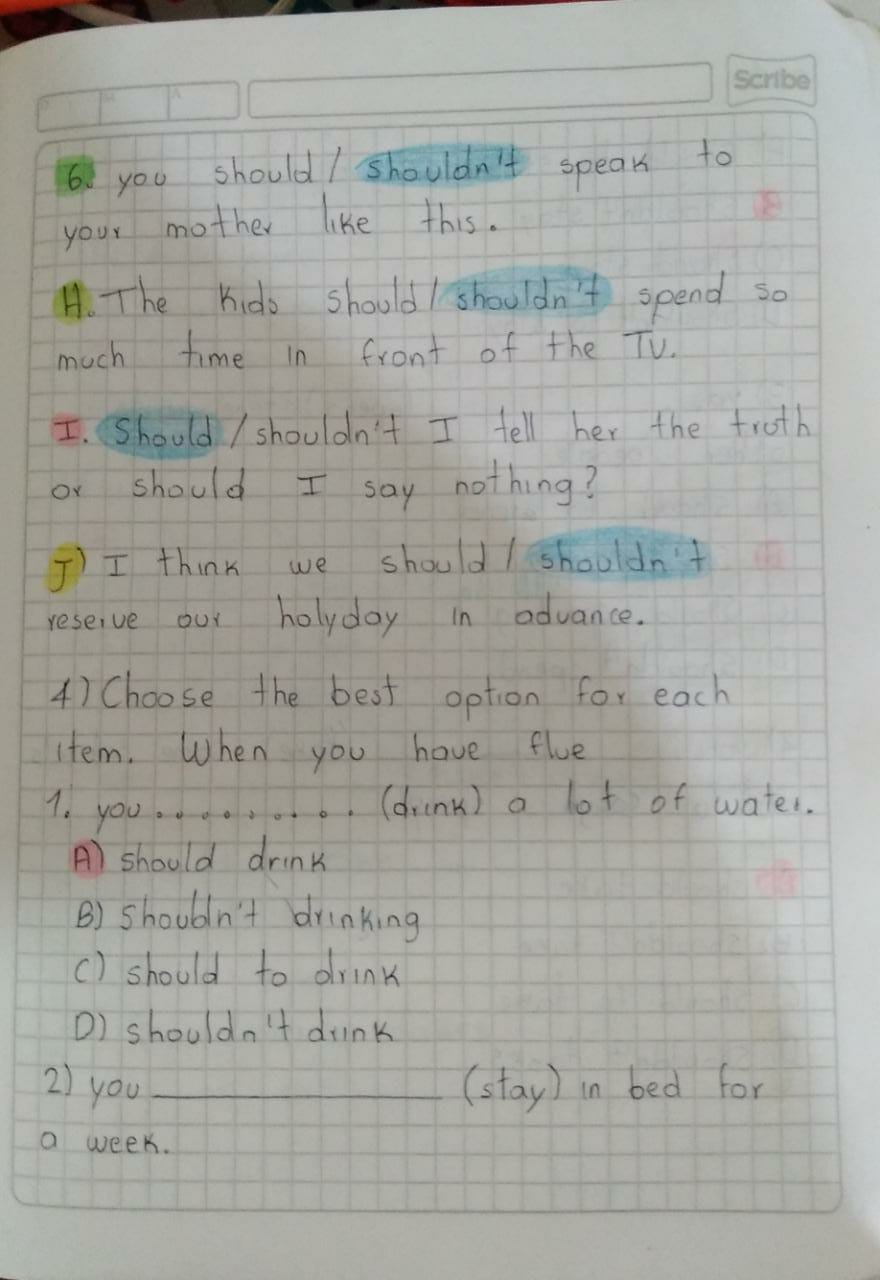 Scribe
6. you should / shouldn't speak to
your mother like this.
H. The kids should / shouldn't spend so
much time in front of the TV.
I. Should / shouldn't I tell her the truth
or should I say nothing?
J) I think we should / shouldn't
reserve our holyday in advance.
4) Choose the best option for each
item. When you have flue
1. you.......... (drink) a lot of water.
A) should drink
B) shouldn't drinking
C) should to drink
D) shouldn't drink
2) you ____________ (stay) in bed for
a week.